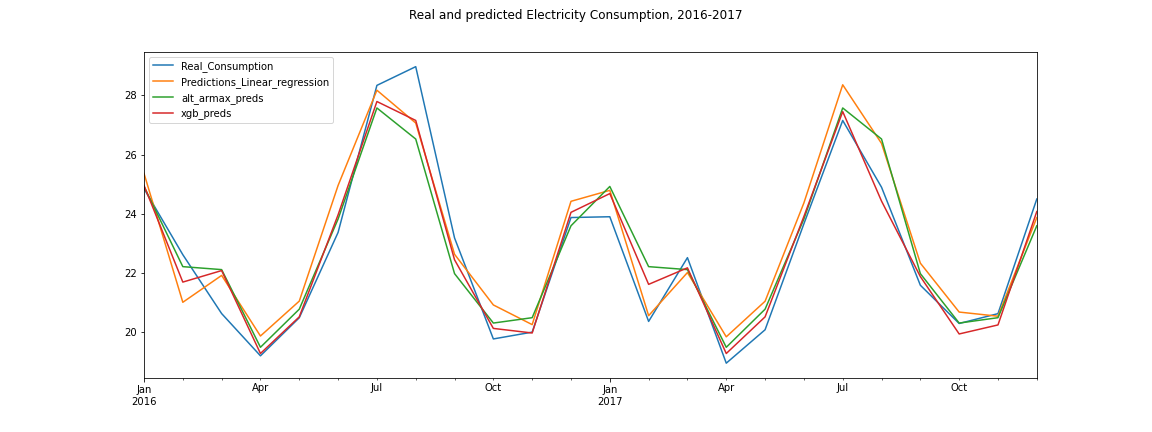 Real and predicted Electricity Consumption, 2016-2017
Real_Consumption
Predictions_Linear_regression
alt_armax_preds
xgb_preds
28
26
24
22
20
Jan Apr Jul Oct Jan Apr Jul Oct
2016 2017